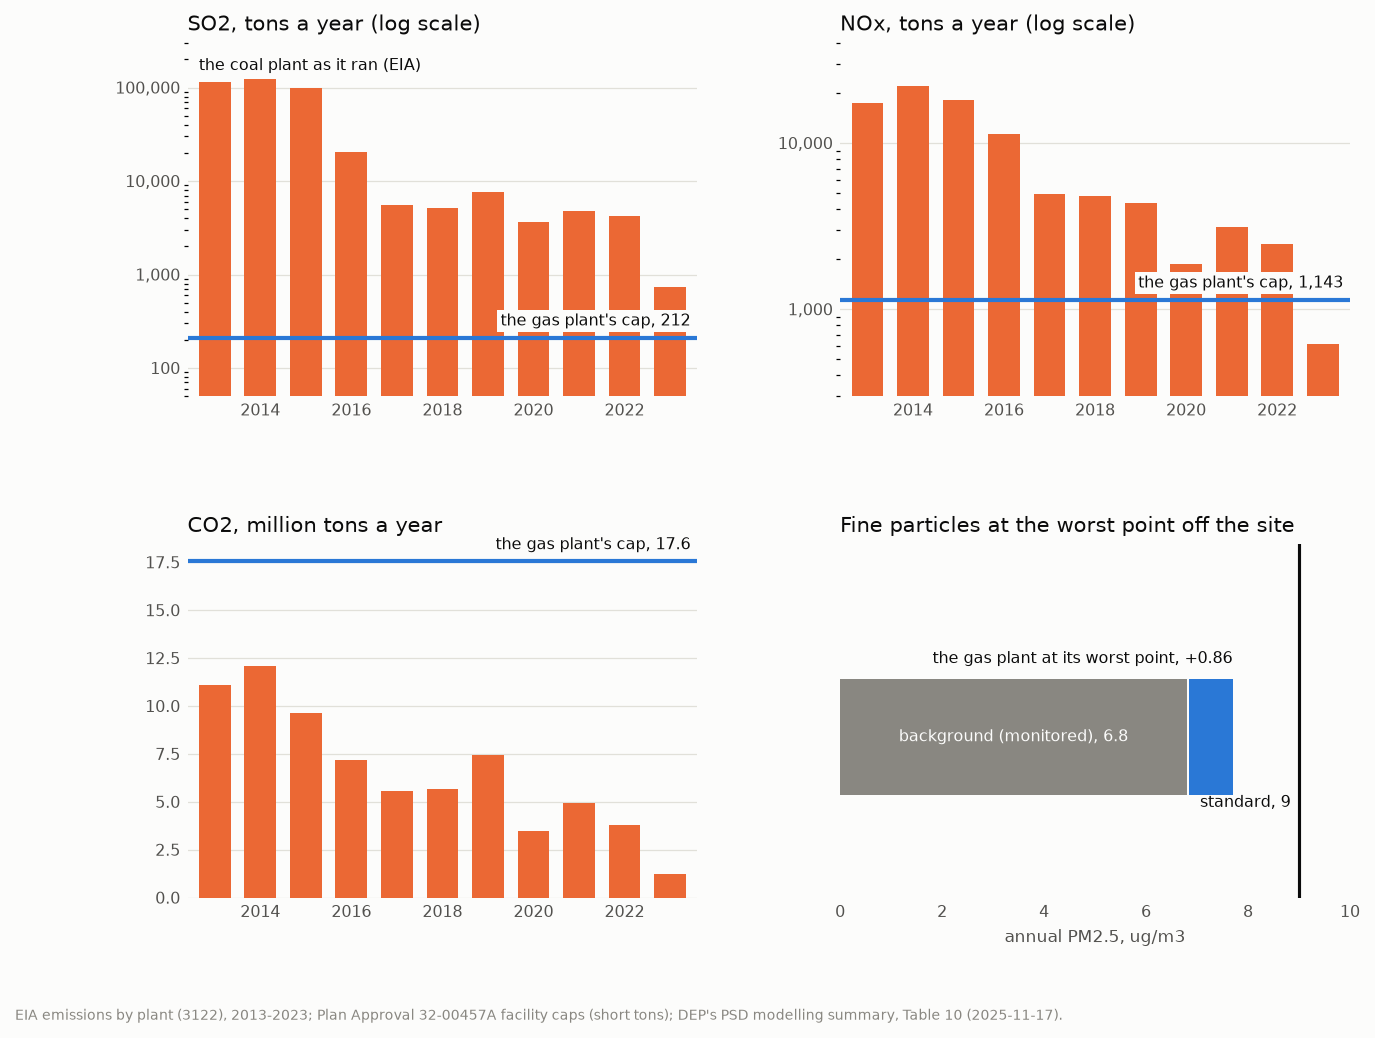 SO2, tons a year (log scale)
the coal plant as it ran (EIA)
100,000
10,000
1,000
100
the gas plant's cap, 212
2014 2016 2018 2020 2022
NOx, tons a year (log scale)
10,000
1,000
the gas plant's cap, 1,143
2014 2016 2018 2020 2022
CO2, million tons a year
the gas plant's cap, 17.6
17.5
15.0
12.5
10.0
7.5
5.0
2.5
0.0
2014 2016 2018 2020 2022
Fine particles at the worst point off the site
the gas plant at its worst point, +0.86
background (monitored), 6.8
standard, 9
0 2 4 6 8 10
annual PM2.5, ug/m3
EIA emissions by plant (3122), 2013-2023; Plan Approval 32-00457A facility caps (short tons); DEP's PSD modelling summary, Table 10 (2025-11-17).